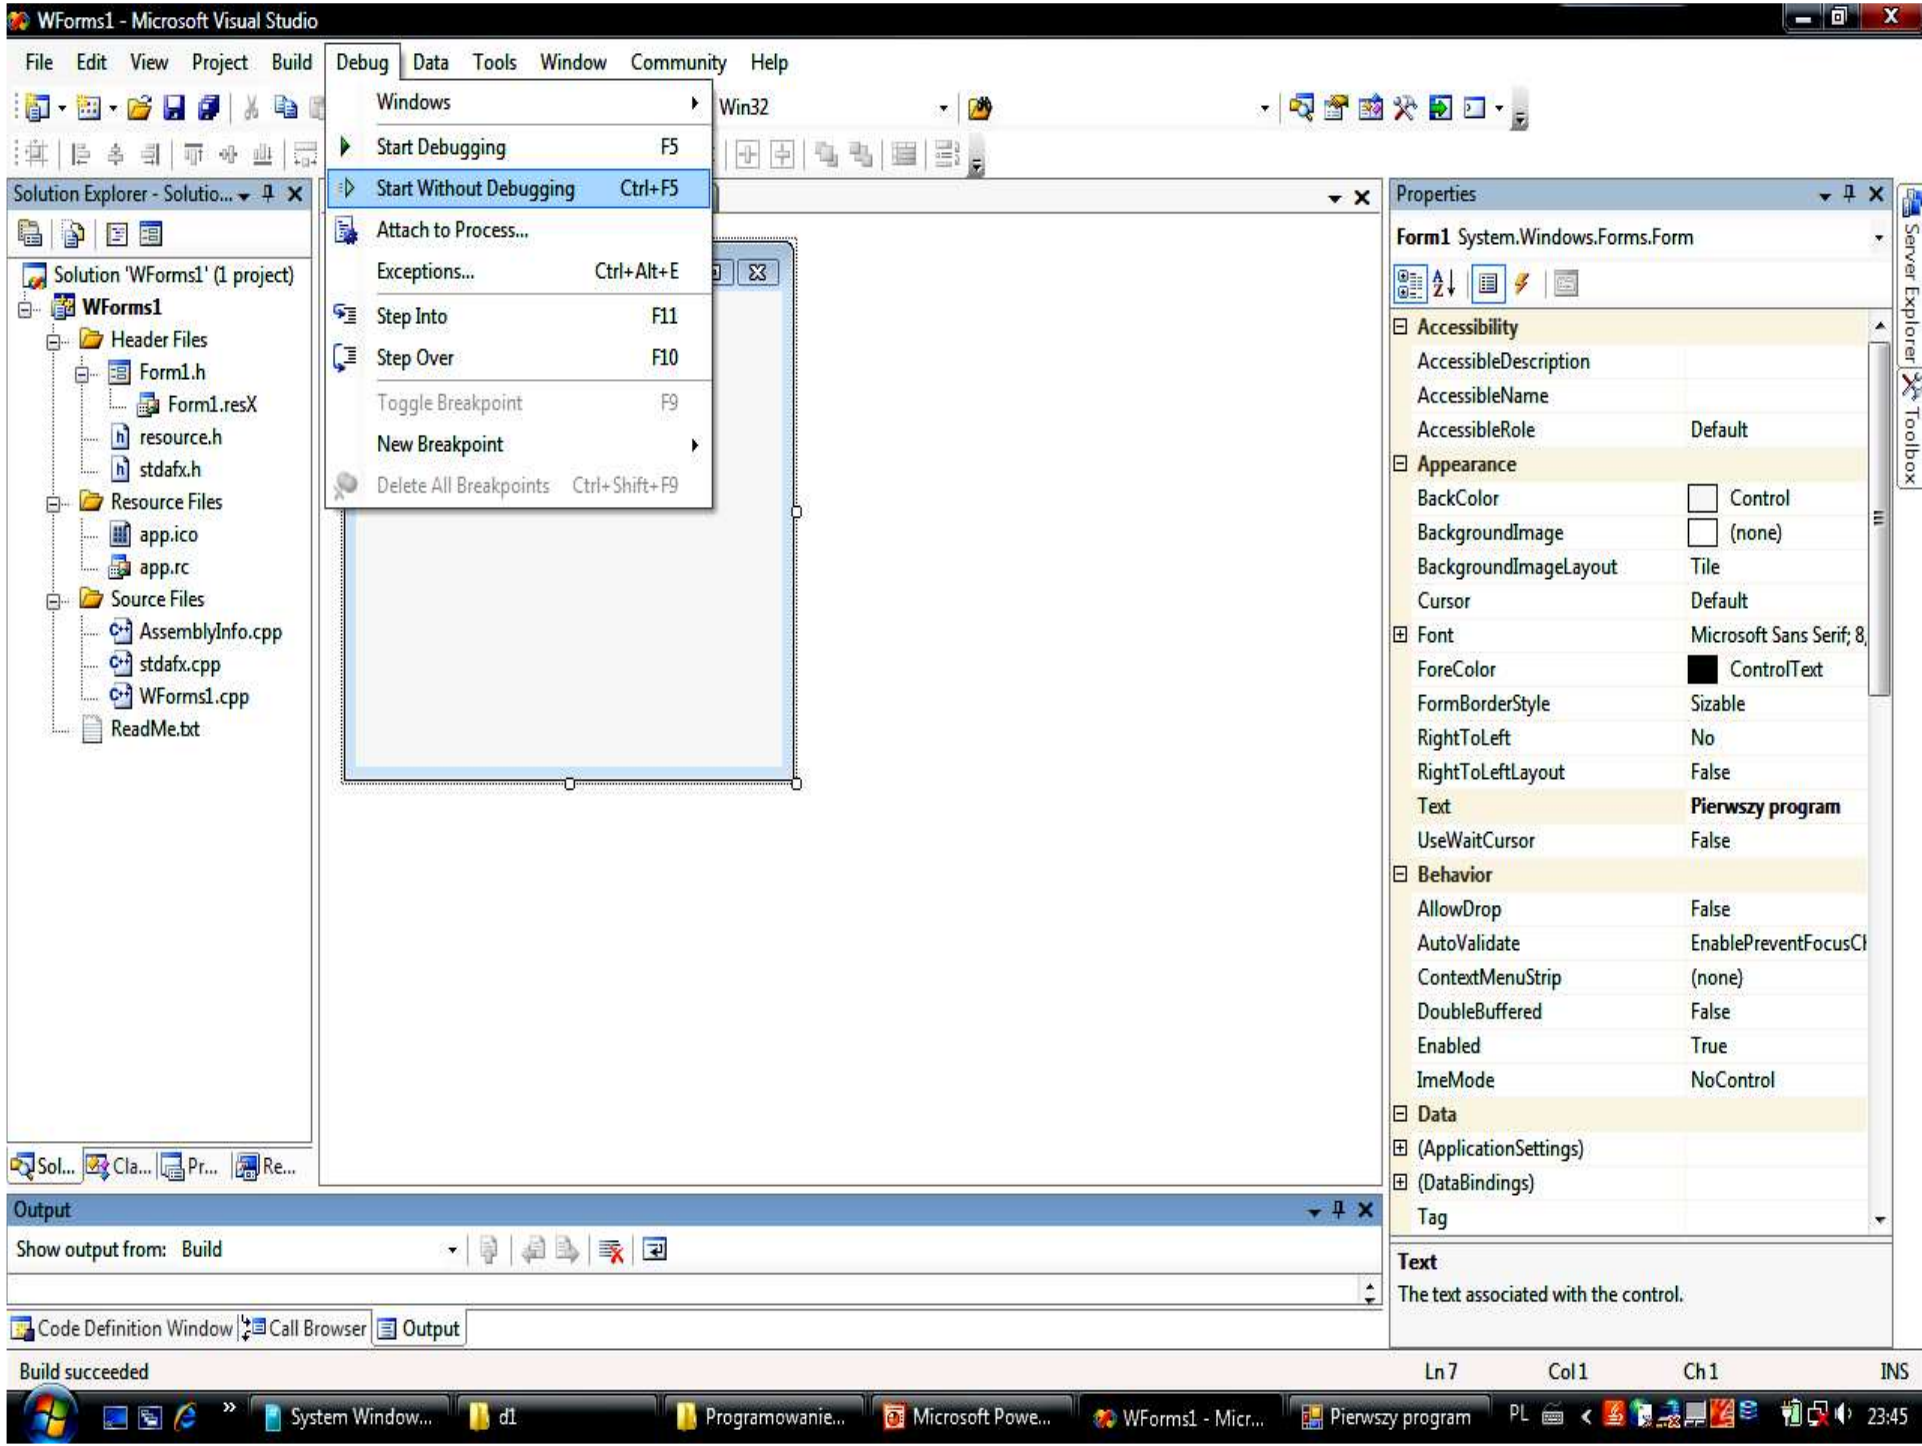 WForms1 - Microsoft Visual Studio
File Edit View Project Build Debug Data Tools Window Community Help
Win32
Windows
Start Debugging F5
Start Without Debugging Ctrl+F5
Attach to Process...
Exceptions... Ctrl+Alt+E
Step Into F11
Step Over F10
Toggle Breakpoint F9
New Breakpoint
Delete All Breakpoints Ctrl+Shift+F9
Solution Explorer - Solutio...
Solution 'WForms1' (1 project)
WForms1
Header Files
Form1.h
Form1.resX
resource.h
stdafx.h
Resource Files
app.ico
app.rc
Source Files
AssemblyInfo.cpp
stdafx.cpp
WForms1.cpp
ReadMe.txt
Sol... Cla... Pr... Re...
Properties
Form1 System.Windows.Forms.Form
Accessibility
AccessibleDescription
AccessibleName
AccessibleRole Default
Appearance
BackColor Control
BackgroundImage (none)
BackgroundImageLayout Tile
Cursor Default
Font Microsoft Sans Serif; 8,
ForeColor ControlText
FormBorderStyle Sizable
RightToLeft No
RightToLeftLayout False
Text Pierwszy program
UseWaitCursor False
Behavior
AllowDrop False
AutoValidate EnablePreventFocusCh
ContextMenuStrip (none)
DoubleBuffered False
Enabled True
ImeMode NoControl
Data
(ApplicationSettings)
(DataBindings)
Tag
Text
The text associated with the control.
Server Explorer
Toolbox
Output
Show output from: Build
Code Definition Window Call Browser Output
Build succeeded Ln 7 Col 1 Ch 1 INS
System Window... d1 Programowanie... Microsoft Powe... WForms1 - Micr... Pierwszy program PL 23:45